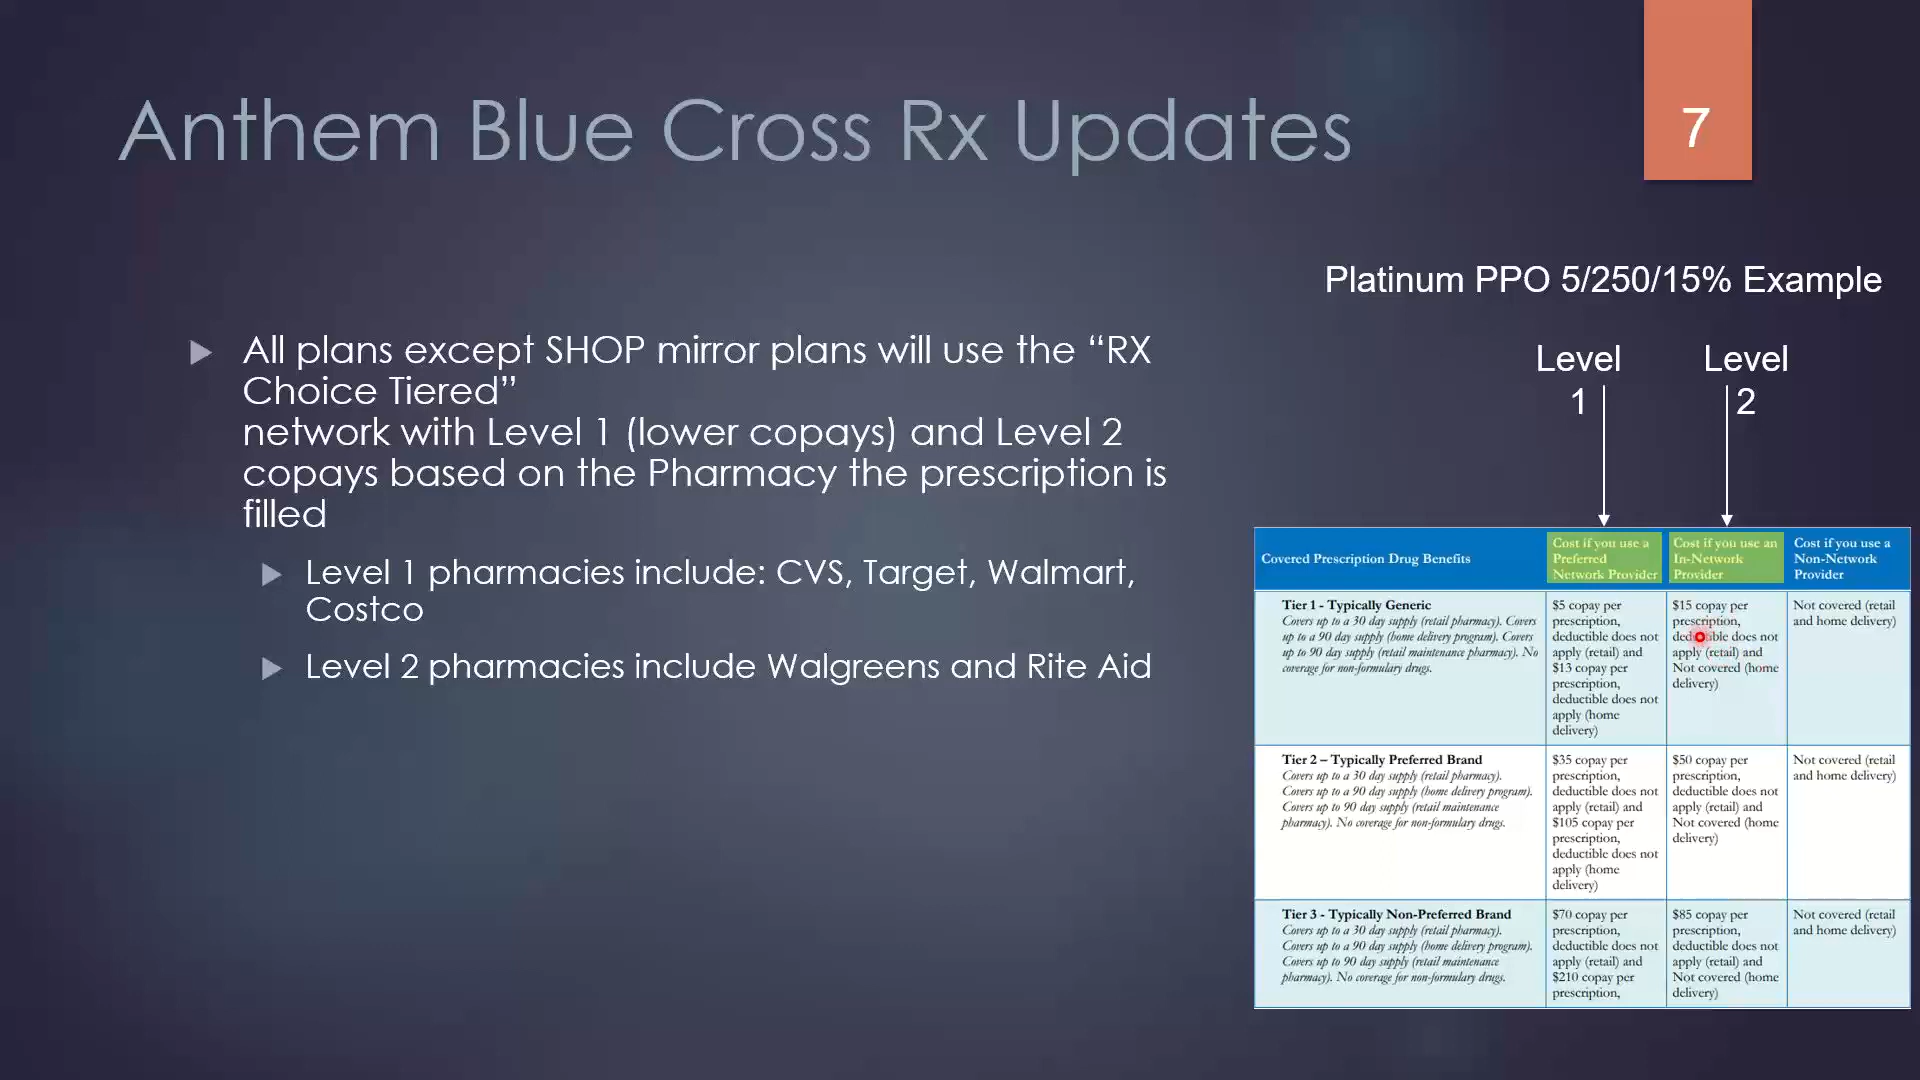 Anthem Blue Cross Rx Updates
7
Platinum PPO 5/250/15% Example
Level
1
Level
2
All plans except SHOP mirror plans will use the “RX
Choice Tiered”
network with Level 1 (lower copays) and Level 2
copays based on the Pharmacy the prescription is
filled
Level 1 pharmacies include: CVS, Target, Walmart,
Costco
Level 2 pharmacies include Walgreens and Rite Aid
Covered Prescription Drug Benefits
Cost if you use a
Preferred
Network Provider
Cost if you use an
In-Network
Provider
Cost if you use a
Non-Network
Provider
Tier 1 - Typically Generic
Covers up to a 30 day supply (retail pharmacy). Covers
up to a 90 day supply (home delivery program). Covers
up to 90 day supply (retail maintenance pharmacy). No
coverage for non-formulary drugs.
$5 copay per
prescription,
deductible does not
apply (retail) and
$13 copay per
prescription,
deductible does not
apply (home
delivery)
$15 copay per
prescription,
deductible does not
apply (retail) and
Not covered (home
delivery)
Not covered (retail
and home delivery)
Tier 2 – Typically Preferred Brand
Covers up to a 30 day supply (retail pharmacy).
Covers up to a 90 day supply (home delivery program).
Covers up to 90 day supply (retail maintenance
pharmacy). No coverage for non-formulary drugs.
$35 copay per
prescription,
deductible does not
apply (retail) and
$105 copay per
prescription,
deductible does not
apply (home
delivery)
$50 copay per
prescription,
deductible does not
apply (retail) and
Not covered (home
delivery)
Not covered (retail
and home delivery)
Tier 3 - Typically Non-Preferred Brand
Covers up to a 30 day supply (retail pharmacy).
Covers up to a 90 day supply (home delivery program).
Covers up to 90 day supply (retail maintenance
pharmacy). No coverage for non-formulary drugs.
$70 copay per
prescription,
deductible does not
apply (retail) and
$210 copay per
prescription,
$85 copay per
prescription,
deductible does not
apply (retail) and
Not covered (home
delivery)
Not covered (retail
and home delivery)